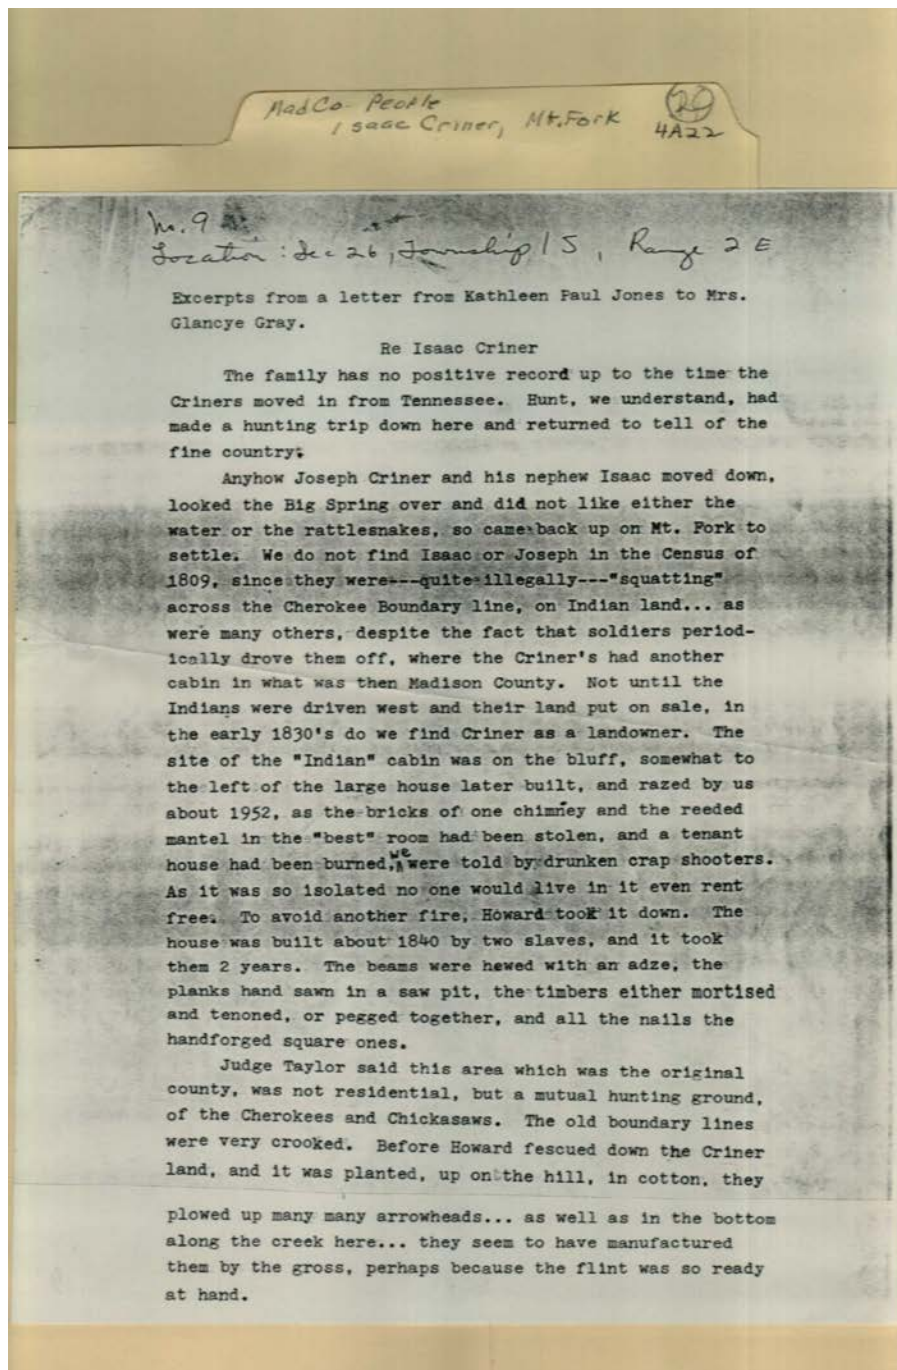 MadCo- People
Isaac Criner, Mt. Fork
29
4A22
No. 9
Location: Sec 26, Township 1 S, Range 2 E
Excerpts from a letter from Kathleen Paul Jones to Mrs.
Glancye Gray.
Re Isaac Criner
The family has no positive record up to the time the
Criners moved in from Tennessee. Hunt, we understand, had
made a hunting trip down here and returned to tell of the
fine country.
Anyhow Joseph Criner and his nephew Isaac moved down,
looked the Big Spring over and did not like either the
water or the rattlesnakes, so came back up on Mt. Fork to
settle. We do not find Isaac or Joseph in the Census of
1809, since they were---quite illegally---"squatting"
across the Cherokee Boundary line, on Indian land... as
were many others, despite the fact that soldiers period-
ically drove them off, where the Criner's had another
cabin in what was then Madison County. Not until the
Indians were driven west and their land put on sale, in
the early 1830's do we find Criner as a landowner. The
site of the "Indian" cabin was on the bluff, somewhat to
the left of the large house later built, and razed by us
about 1952, as the bricks of one chimney and the reeded
mantel in the "best" room had been stolen, and a tenant
house had been burned, we were told by drunken crap shooters.
As it was so isolated no one would live in it even rent
free. To avoid another fire, Howard took it down. The
house was built about 1840 by two slaves, and it took
them 2 years. The beams were hewed with an adze, the
planks hand sawn in a saw pit, the timbers either mortised
and tenoned, or pegged together, and all the nails the
handforged square ones.
Judge Taylor said this area which was the original
county, was not residential, but a mutual hunting ground,
of the Cherokees and Chickasaws. The old boundary lines
were very crooked. Before Howard fescued down the Criner
land, and it was planted, up on the hill, in cotton, they
plowed up many many arrowheads... as well as in the bottom
along the creek here... they seem to have manufactured
them by the gross, perhaps because the flint was so ready
at hand.